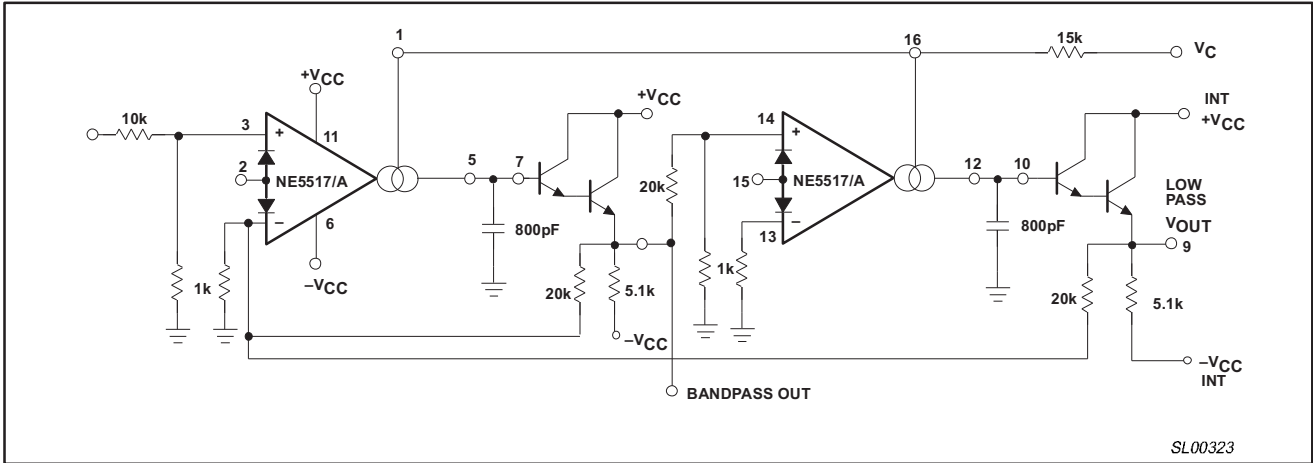 1
16
15k
VC
+VCC
10k
3
+
11
2
NE5517/A
–
6
–VCC
1k
5
7
800pF
+VCC
20k
20k
5.1k
–VCC
BANDPASS OUT
14
+
15
NE5517/A
–
13
1k
12
10
800pF
INT
+VCC
LOW
PASS
VOUT
9
20k
5.1k
–VCC
INT
SL00323